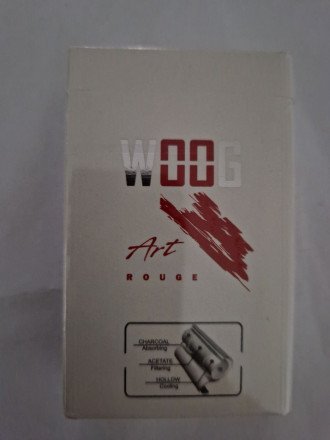 WOOG
Art
ROUGE
CHARCOAL
Absorbing
ACETATE
Filtering
HOLLOW
Cooling